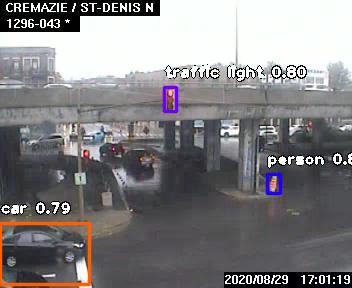 CREMAZIE / ST-DENIS N
1296-043 *
traffic light 0.80
person 0.8
car 0.79
2020/08/29 17:01:19